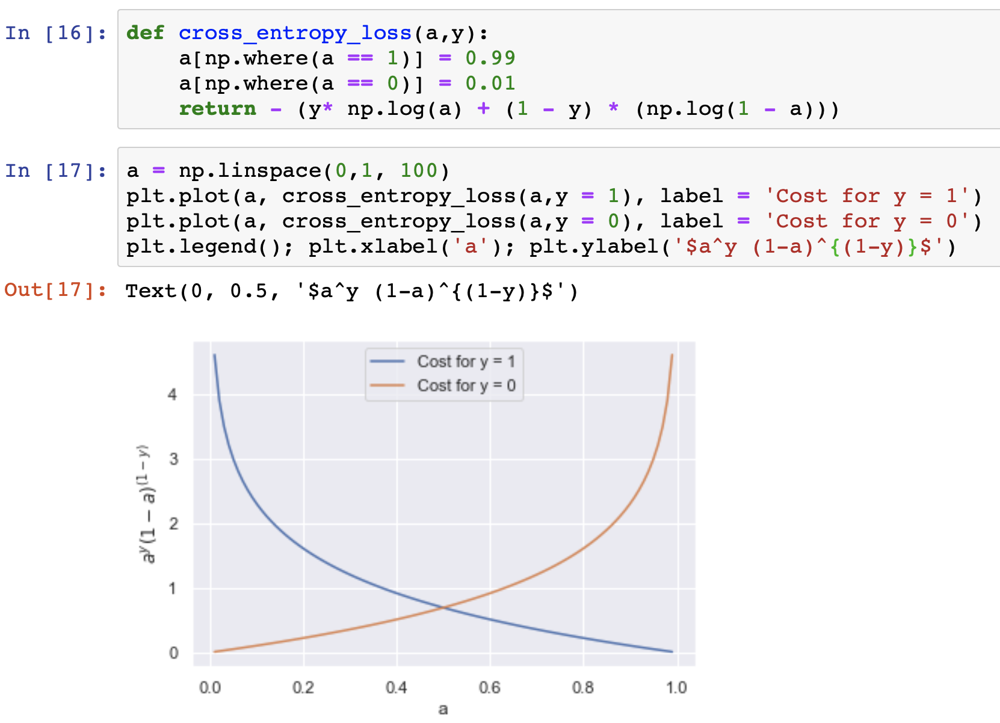 In [16]: def cross_entropy_loss(a,y):
    a[np.where(a == 1)] = 0.99
    a[np.where(a == 0)] = 0.01
    return - (y* np.log(a) + (1 - y) * (np.log(1 - a)))
In [17]: a = np.linspace(0,1, 100)
plt.plot(a, cross_entropy_loss(a,y = 1), label = 'Cost for y = 1')
plt.plot(a, cross_entropy_loss(a,y = 0), label = 'Cost for y = 0')
plt.legend(); plt.xlabel('a'); plt.ylabel('$a^y (1-a)^{(1-y)}$')
Out[17]: Text(0, 0.5, '$a^y (1-a)^{(1-y)}$')
Cost for y = 1
Cost for y = 0
4
3
2
1
0
a^y(1 − a)^(1 − y)
0.0 0.2 0.4 0.6 0.8 1.0
a